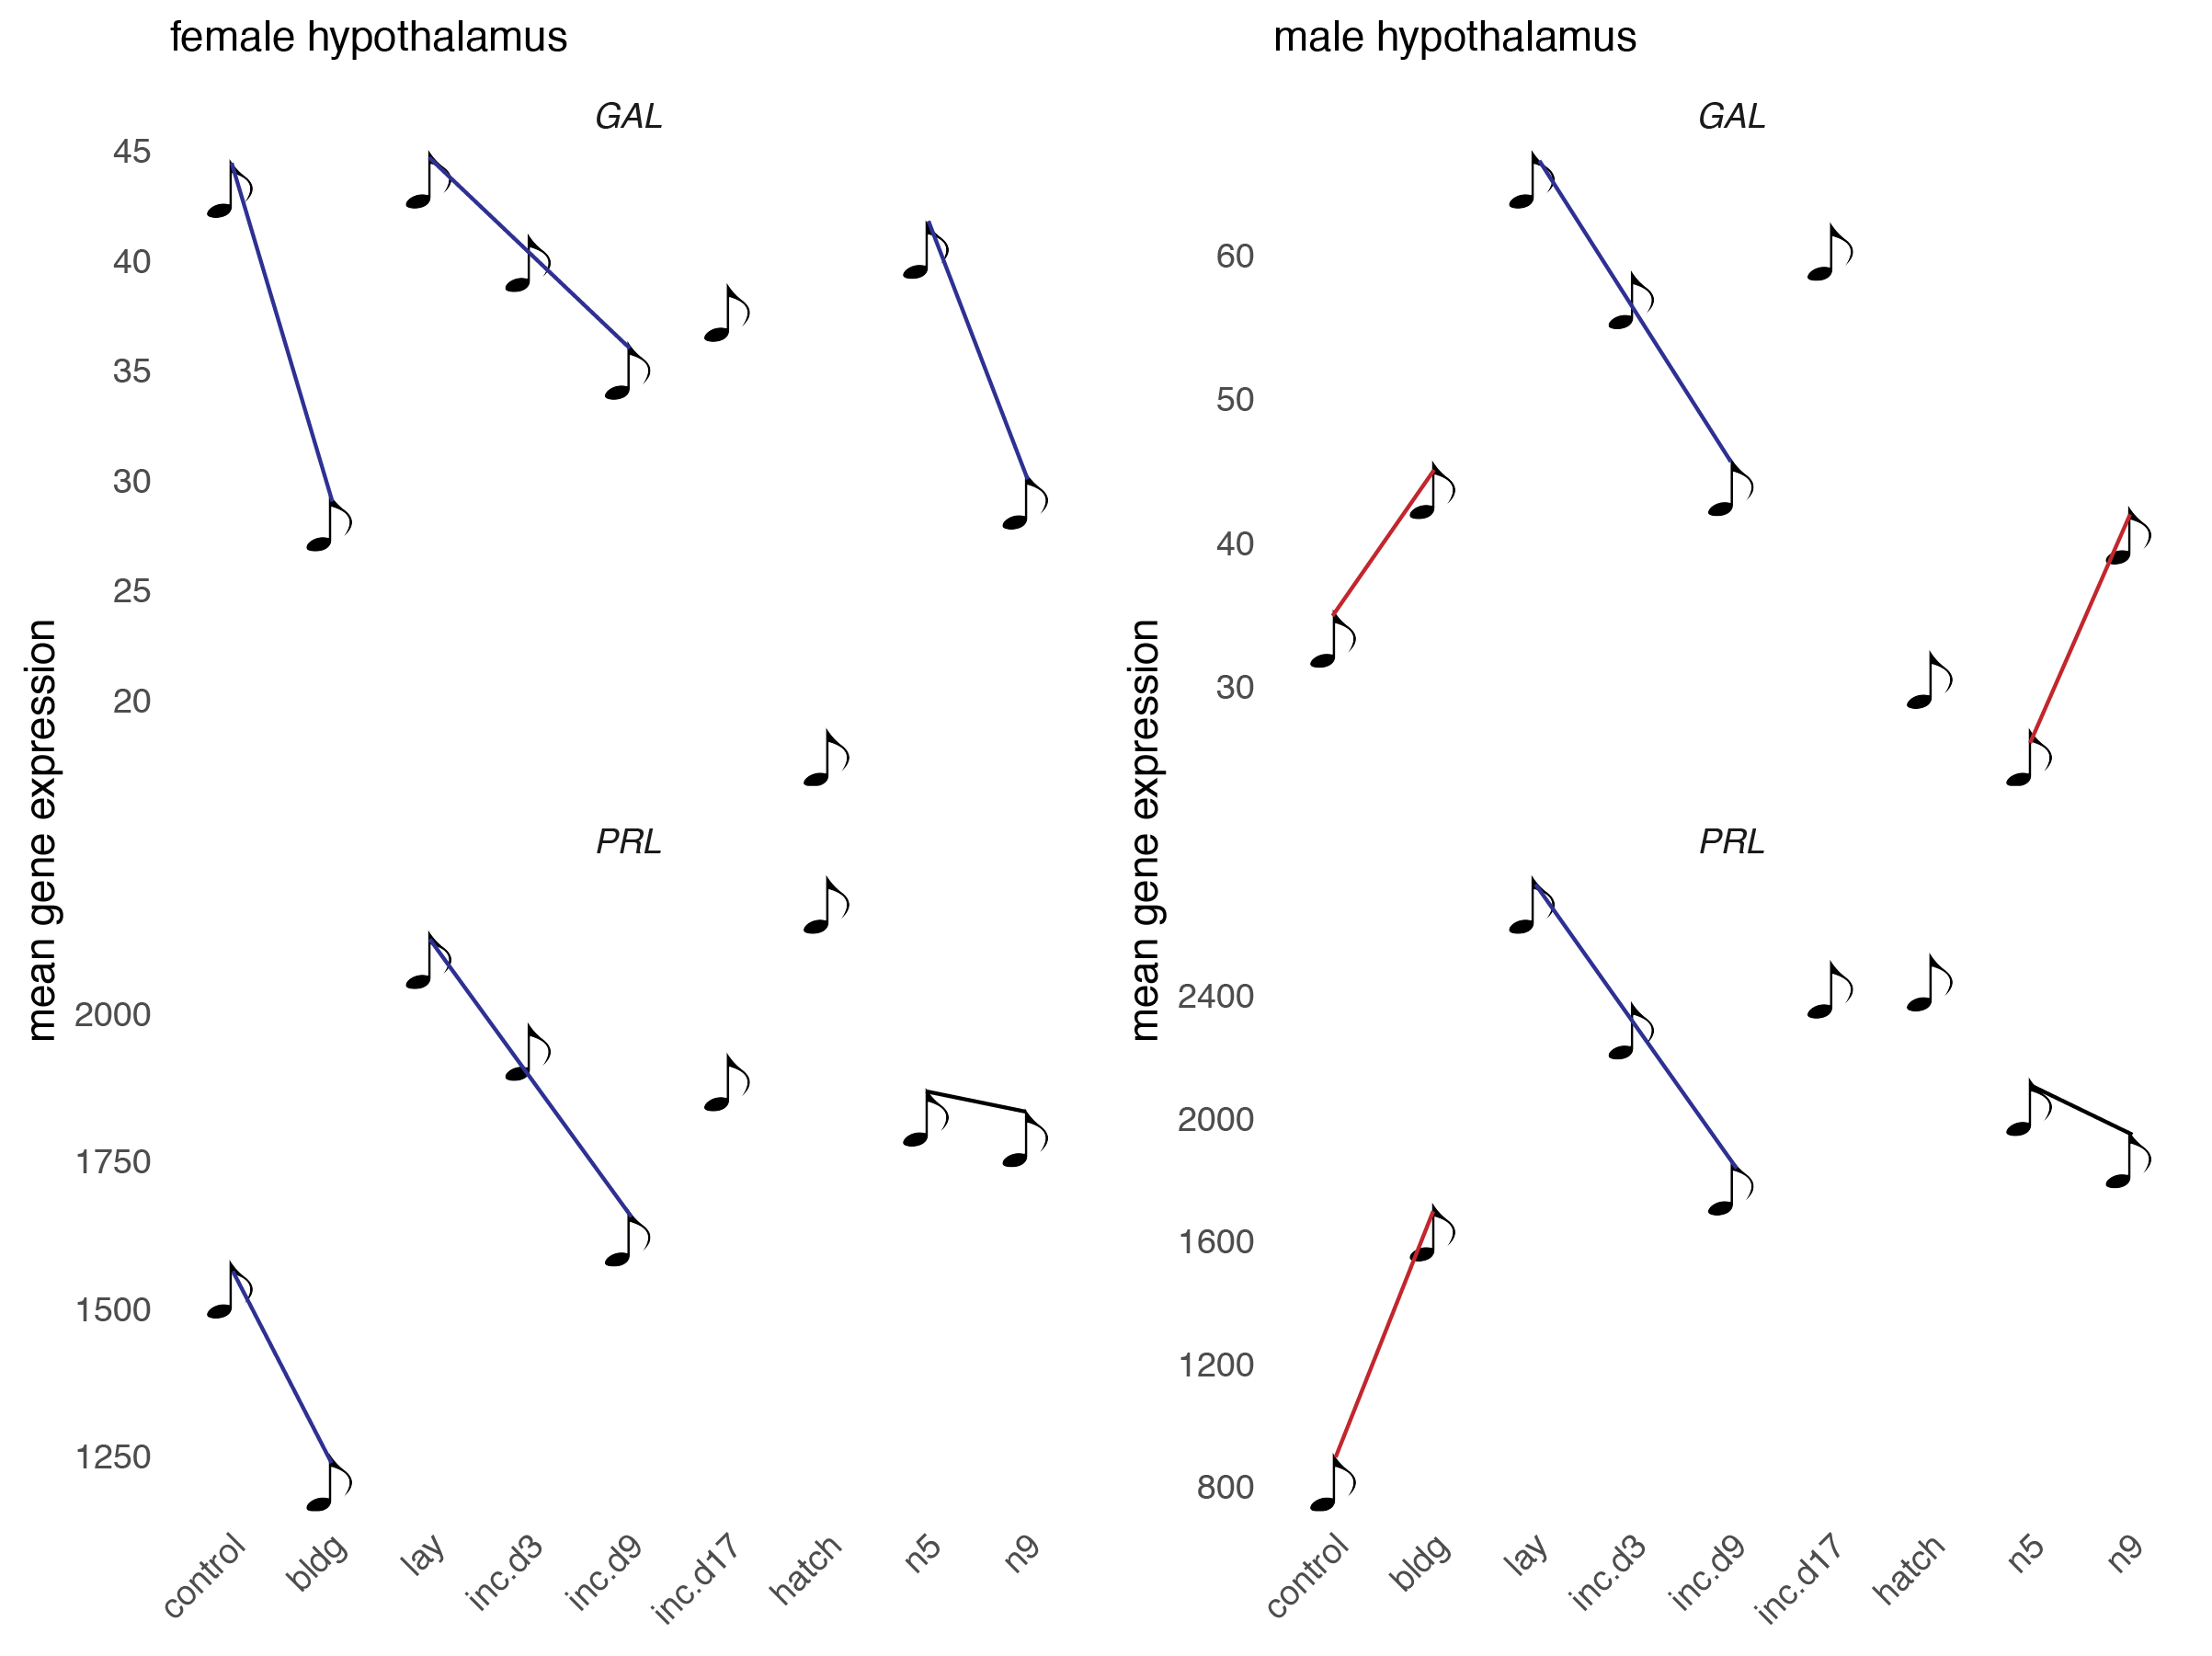 female hypothalamus
GAL
45
40
35
30
25
20
mean gene expression
PRL
2000
1750
1500
1250
control
bldg
lay
inc.d3
inc.d9
inc.d17
hatch
n5
n9
male hypothalamus
GAL
60
50
40
30
mean gene expression
PRL
2400
2000
1600
1200
800
control
bldg
lay
inc.d3
inc.d9
inc.d17
hatch
n5
n9